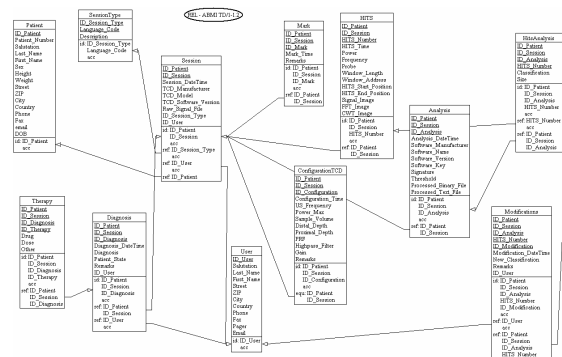 REL - ABMI TD/1-1.2
Patient
ID_Patient
Patient_Number
Salutation
Last_Name
First_Name
Sex
Height
Weight
Street
ZIP
City
Country
Phone
Fax
email
DOB
id: ID_Patient
acc
SessionType
ID_Session_Type
Language_Code
Description
id: ID_Session_Type
Language_Code
acc
Session
ID_Patient
ID_Session
Session_DateTime
TCD_Manufacturer
TCD_Model
TCD_Software_Version
Raw_Signal_File
ID_Session_Type
ID_User
id: ID_Patient
ID_Session
acc
ref: ID_Session_Type
acc
ref: ID_User
acc
ref: ID_Patient
Mark
ID_Patient
ID_Session
ID_Mark
Mark_Time
Remarks
id: ID_Patient
ID_Session
ID_Mark
acc
ref: ID_Patient
ID_Session
HITS
ID_Patient
ID_Session
HITS_Number
HITS_Time
Power
Frequency
Probe
Window_Length
Window_Address
HITS_Start_Position
HITS_End_Position
Signal_Image
FFT_Image
CWT_Image
id: ID_Patient
ID_Session
HITS_Number
acc
ref: ID_Patient
ID_Session
HitsAnalysis
ID_Patient
ID_Session
ID_Analysis
HITS_Number
Classification
Size
id: ID_Patient
ID_Session
ID_Analysis
HITS_Number
acc
ref: HITS_Number
acc
ref: ID_Patient
ID_Session
ID_Analysis
Analysis
ID_Patient
ID_Session
ID_Analysis
Analysis_DateTime
Software_Manufacturer
Software_Name
Software_Version
Software_Key
Signature
Threshold
Processed_Binary_File
Processed_Text_File
id: ID_Patient
ID_Session
ID_Analysis
acc
ref: ID_Patient
ID_Session
ConfigurationTCD
ID_Patient
ID_Session
ID_Configuration
Configuration_Time
US_Frequency
Power_Max
Sample_Volume
Distal_Depth
Proximal_Depth
PRF
Highpass_Filter
Gain
Remarks
id: ID_Patient
ID_Session
ID_Configuration
acc
equ: ID_Patient
ID_Session
Therapy
ID_Patient
ID_Session
ID_Diagnosis
ID_Therapy
Drug
Dose
Other
id: ID_Patient
ID_Session
ID_Diagnosis
ID_Therapy
acc
ref: ID_Patient
ID_Session
ID_Diagnosis
Diagnosis
ID_Patient
ID_Session
ID_Diagnosis
Diagnosis_DateTime
Diagnosis
Patient_State
Remarks
ID_User
id: ID_Patient
ID_Session
ID_Diagnosis
acc
ref: ID_Patient
ID_Session
ref: ID_User
acc
User
ID_User
Salutation
Last_Name
First_Name
Street
ZIP
City
Country
Phone
Fax
Pager
Email
id: ID_User
acc
Modifications
ID_Patient
ID_Session
ID_Analysis
HITS_Number
ID_Modification
Modification_DateTime
New_Classification
Remarks
ID_User
id: ID_Patient
ID_Session
ID_Analysis
HITS_Number
ID_Modification
acc
ref: ID_User
acc
ref: ID_Patient
ID_Session
ID_Analysis
HITS_Number